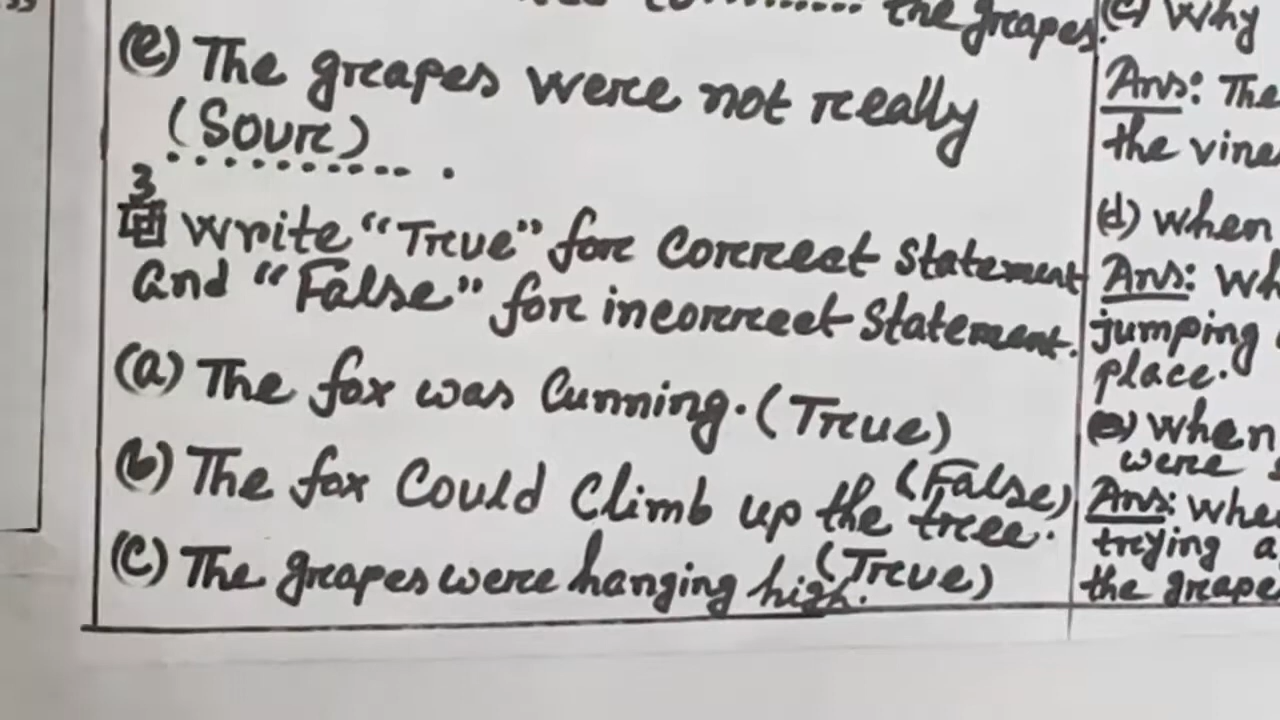 the grapes.
(e) The grapes were not really
(Sour)
............ .
3
Write "True" for Correct Statement
And "False" for incorrect Statement.
(a) The fox was Cunning. (True)
(b) The fox Could Climb up the tree. (False)
(c) The grapes were hanging high. (True)
(c) Why
Ans: The
the vine
(d) when
Ans: Wh
jumping
place.
(e) when
were s
Ans: Whe
trying a
the grape